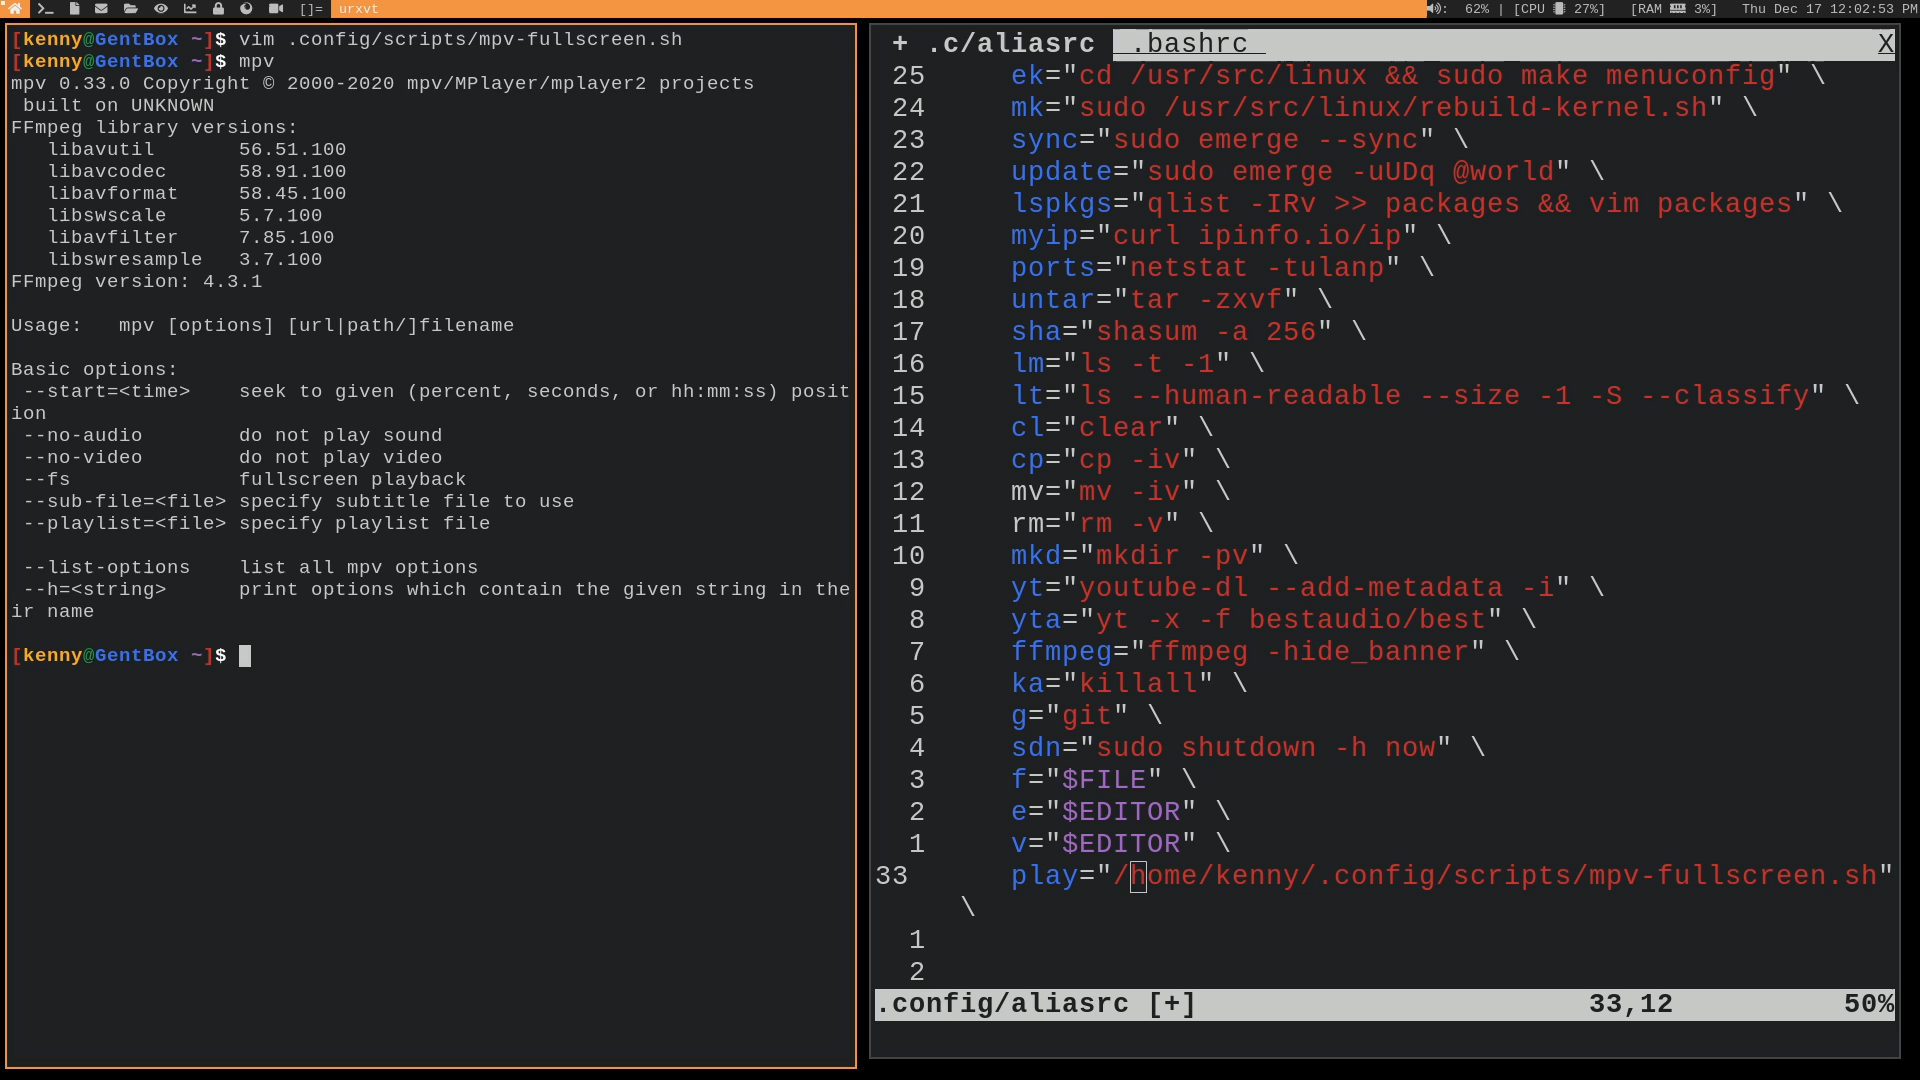 []= urxvt : 62% | [CPU 27%] [RAM 3%] Thu Dec 17 12:02:53 PM
[kenny@GentBox ~]$ vim .config/scripts/mpv-fullscreen.sh
[kenny@GentBox ~]$ mpv
mpv 0.33.0 Copyright © 2000-2020 mpv/MPlayer/mplayer2 projects
 built on UNKNOWN
FFmpeg library versions:
   libavutil       56.51.100
   libavcodec      58.91.100
   libavformat     58.45.100
   libswscale      5.7.100
   libavfilter     7.85.100
   libswresample   3.7.100
FFmpeg version: 4.3.1
Usage:   mpv [options] [url|path/]filename
Basic options:
 --start=<time>    seek to given (percent, seconds, or hh:mm:ss) posit
ion
 --no-audio        do not play sound
 --no-video        do not play video
 --fs              fullscreen playback
 --sub-file=<file> specify subtitle file to use
 --playlist=<file> specify playlist file
 --list-options    list all mpv options
 --h=<string>      print options which contain the given string in the
ir name
[kenny@GentBox ~]$
 + .c/aliasrc  .bashrc  X
 25     ek="cd /usr/src/linux && sudo make menuconfig" \
 24     mk="sudo /usr/src/linux/rebuild-kernel.sh" \
 23     sync="sudo emerge --sync" \
 22     update="sudo emerge -uUDq @world" \
 21     lspkgs="qlist -IRv >> packages && vim packages" \
 20     myip="curl ipinfo.io/ip" \
 19     ports="netstat -tulanp" \
 18     untar="tar -zxvf" \
 17     sha="shasum -a 256" \
 16     lm="ls -t -1" \
 15     lt="ls --human-readable --size -1 -S --classify" \
 14     cl="clear" \
 13     cp="cp -iv" \
 12     mv="mv -iv" \
 11     rm="rm -v" \
 10     mkd="mkdir -pv" \
  9     yt="youtube-dl --add-metadata -i" \
  8     yta="yt -x -f bestaudio/best" \
  7     ffmpeg="ffmpeg -hide_banner" \
  6     ka="killall" \
  5     g="git" \
  4     sdn="sudo shutdown -h now" \
  3     f="$FILE" \
  2     e="$EDITOR" \
  1     v="$EDITOR" \
33      play="/home/kenny/.config/scripts/mpv-fullscreen.sh"
     \
  1
  2
.config/aliasrc [+]                       33,12          50%